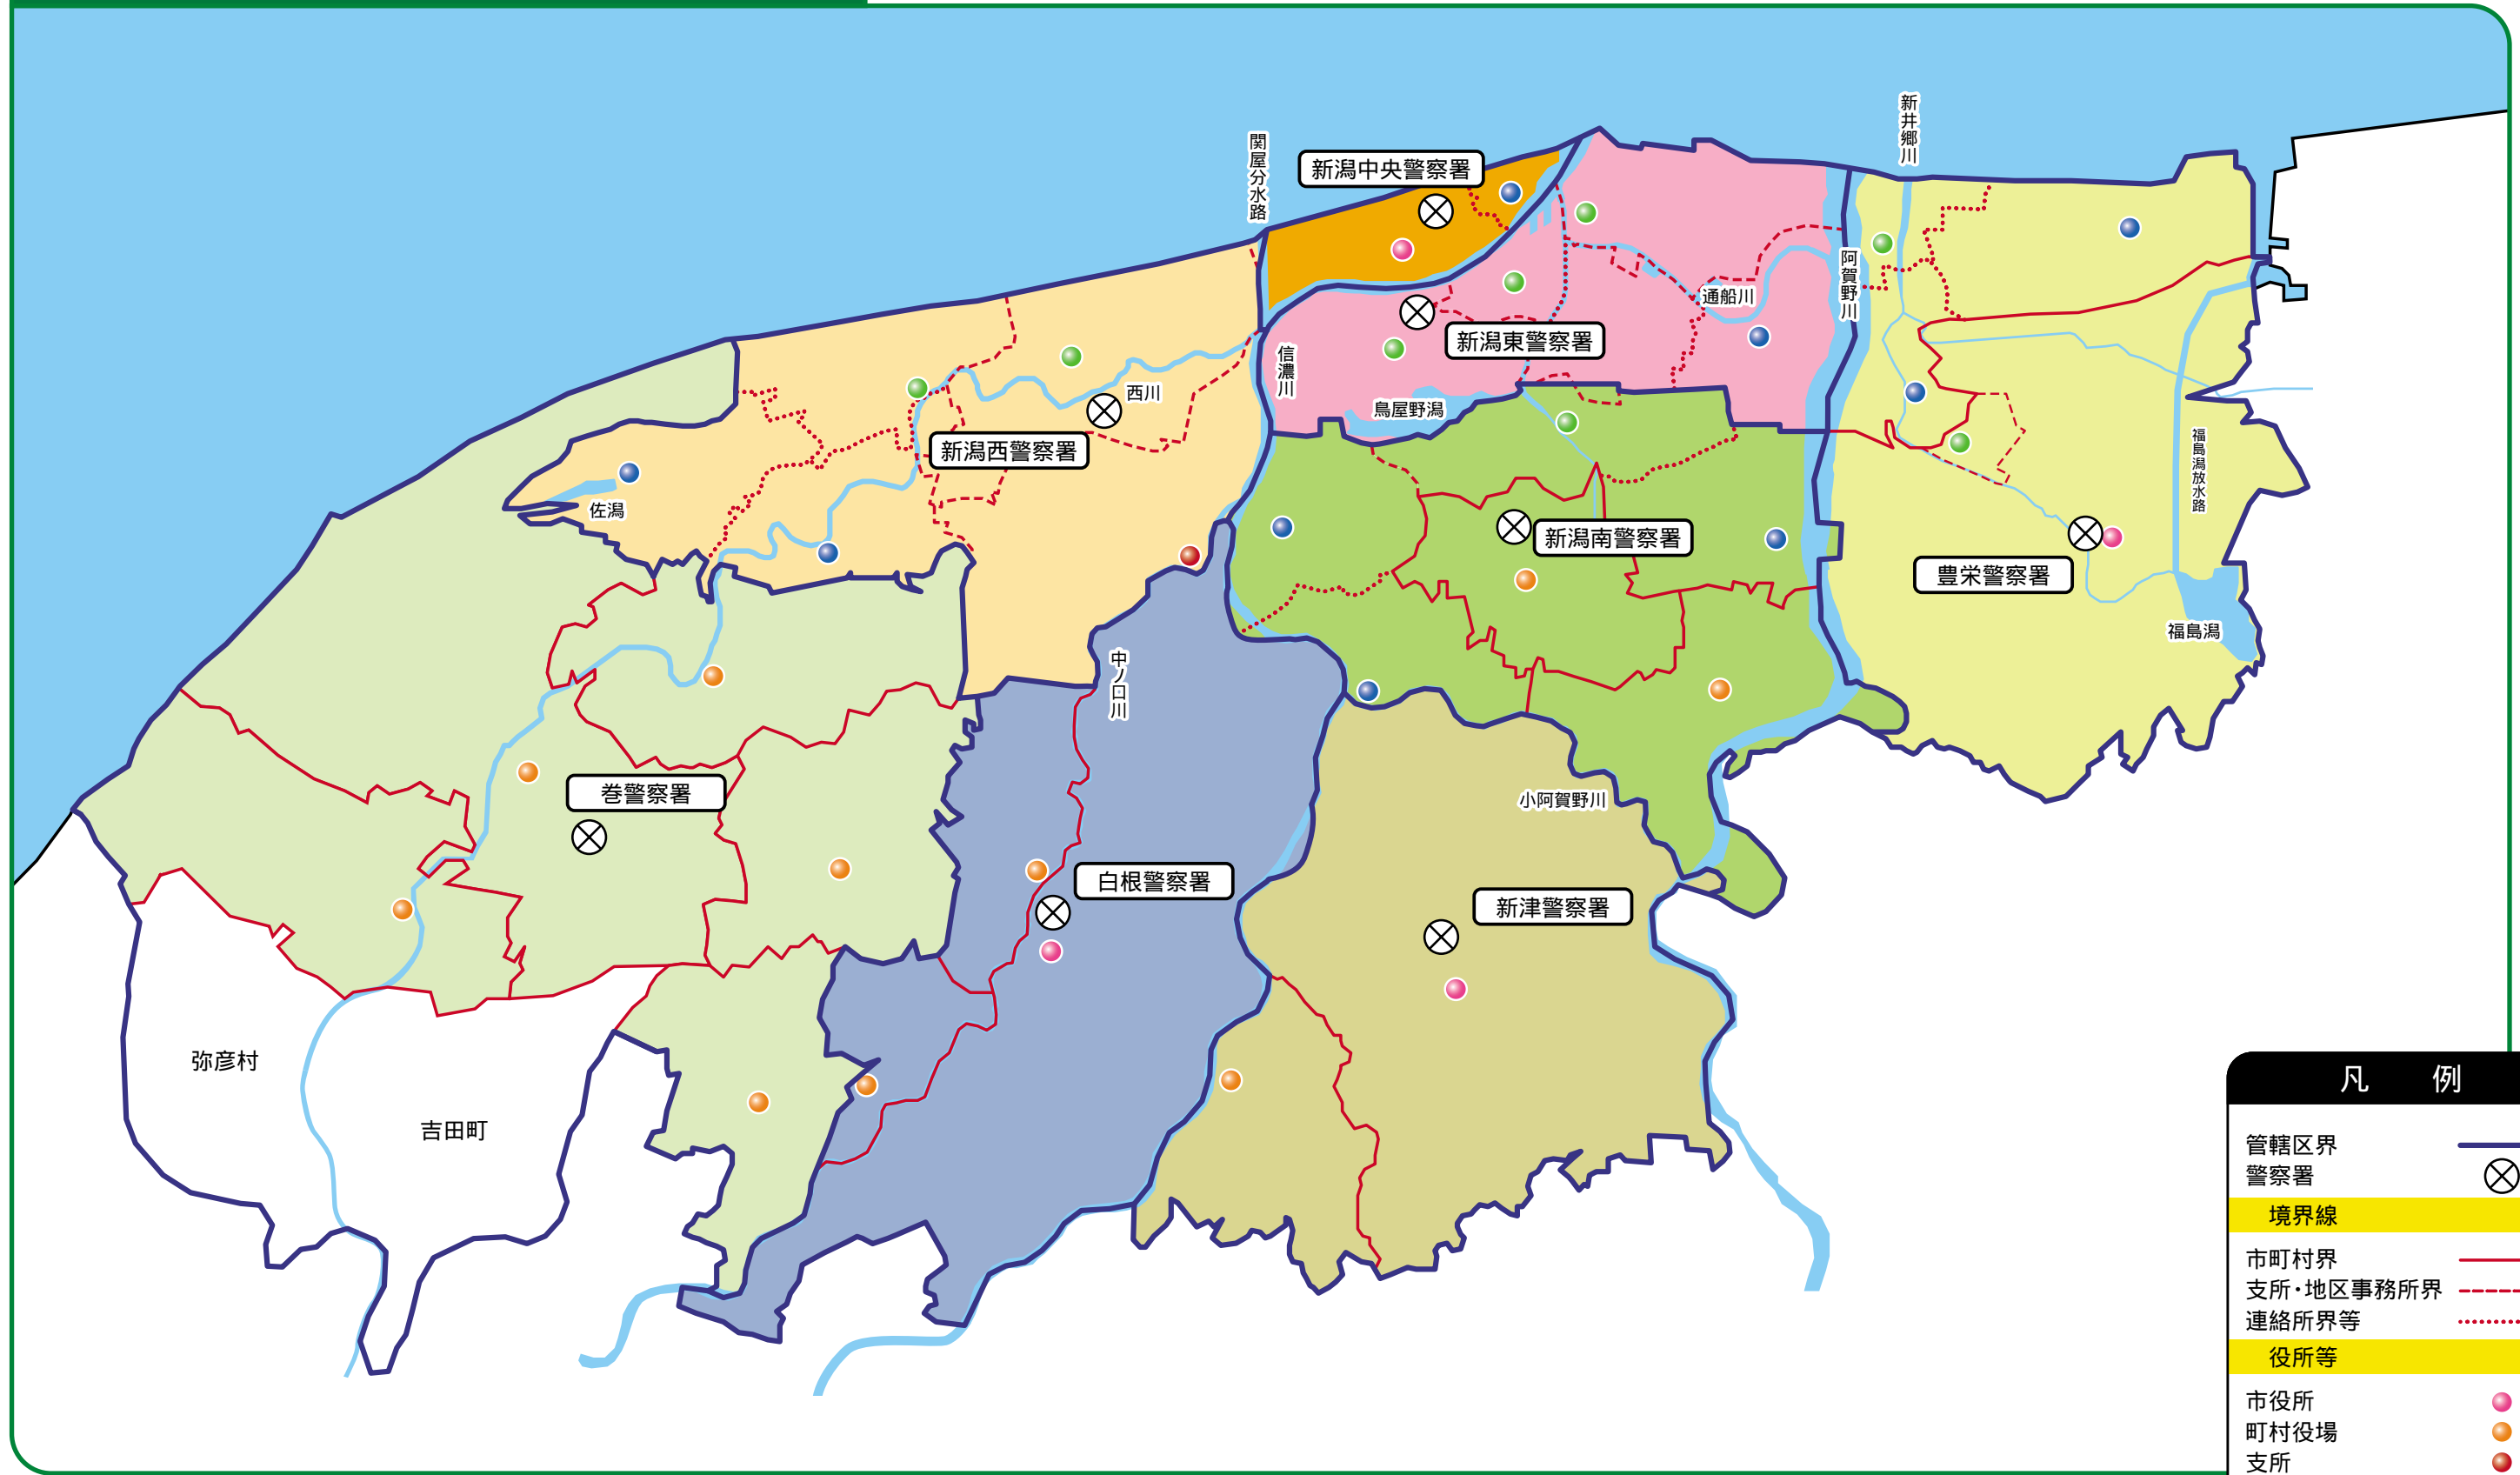 新井郷川
関屋分水路
新潟中央警察署
阿賀野川
通船川
新潟東警察署
信濃川
西川
鳥屋野潟
新潟西警察署
福島潟放水路
佐潟
新潟南警察署
豊栄警察署
福島潟
中ノ口川
巻警察署
小阿賀野川
白根警察署
新津警察署
弥彦村
吉田町
凡 例
管轄区界
警察署
境界線
市町村界
支所・地区事務所界
連絡所界等
役所等
市役所
町村役場
支所